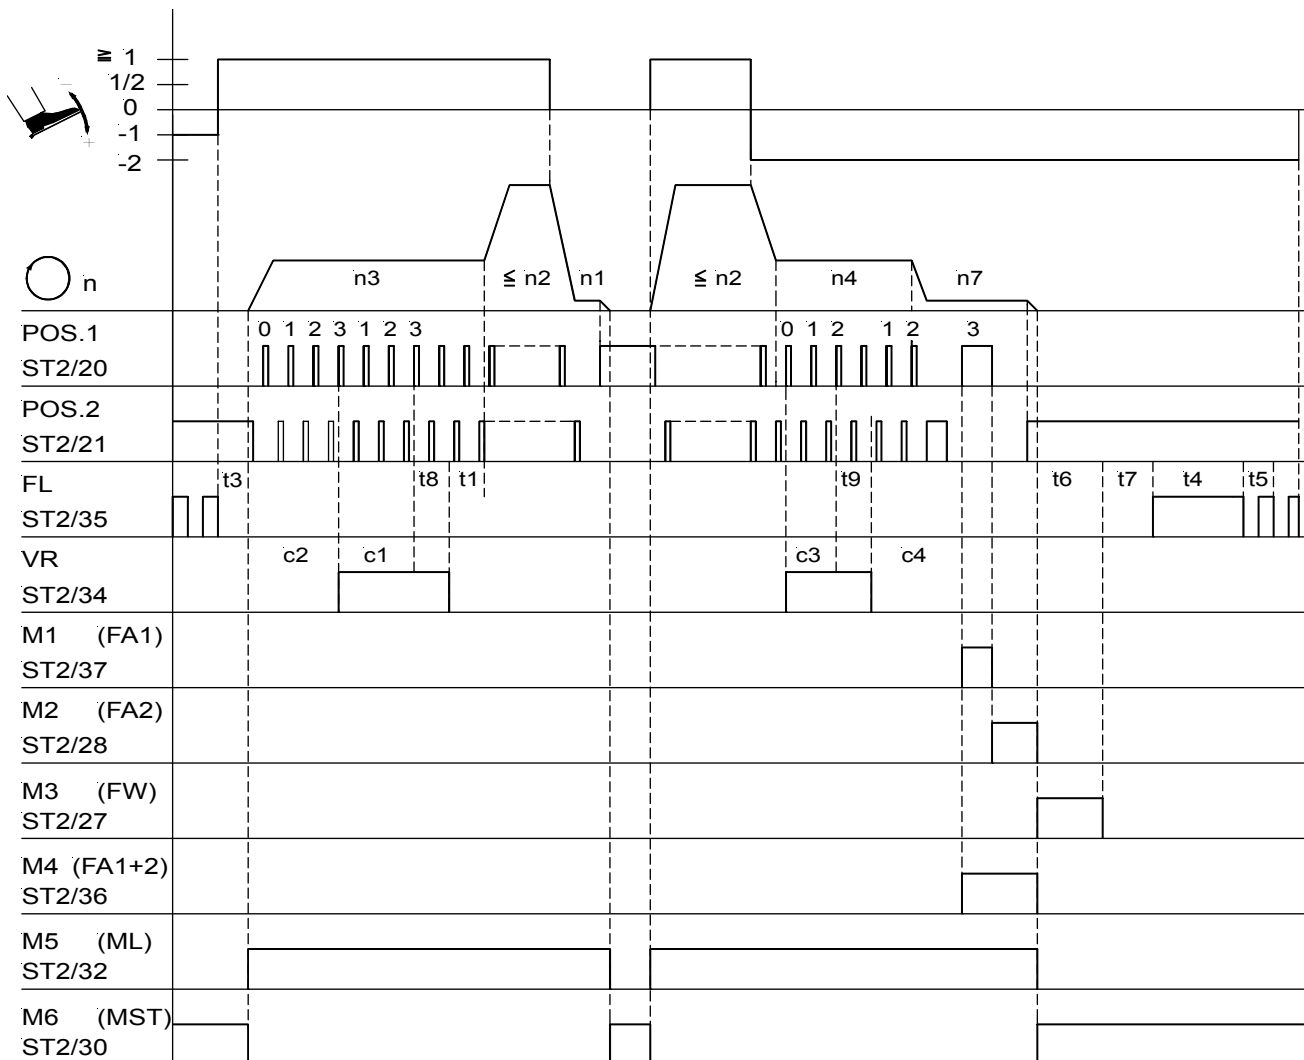 ≧ 1
1/2
0
-1
-2
− +
n
n3 ≦ n2 n1 ≦ n2 n4 n7
POS.1 0 1 2 3 1 2 3 0 1 2 1 2 3
ST2/20
POS.2
ST2/21
FL t3 t8 t1 t9 t6 t7 t4 t5
ST2/35
VR c2 c1 c3 c4
ST2/34
M1 (FA1)
ST2/37
M2 (FA2)
ST2/28
M3 (FW)
ST2/27
M4 (FA1+2)
ST2/36
M5 (ML)
ST2/32
M6 (MST)
ST2/30